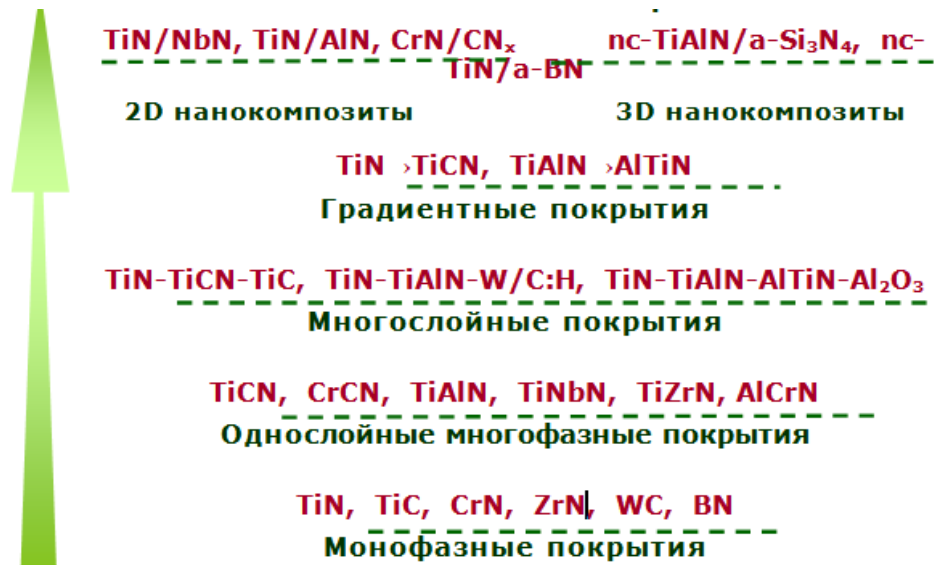 TiN/NbN, TiN/AlN, CrN/CNₓ nc-TiAlN/a-Si₃N₄, nc-
TiN/a-BN
2D нанокомпозиты 3D нанокомпозиты
TiN ›TiCN, TiAlN ›AlTiN
Градиентные покрытия
TiN-TiCN-TiC, TiN-TiAlN-W/C:H, TiN-TiAlN-AlTiN-Al₂O₃
Многослойные покрытия
TiCN, CrCN, TiAlN, TiNbN, TiZrN, AlCrN
Однослойные многофазные покрытия
TiN, TiC, CrN, ZrN, WC, BN
Монофазные покрытия